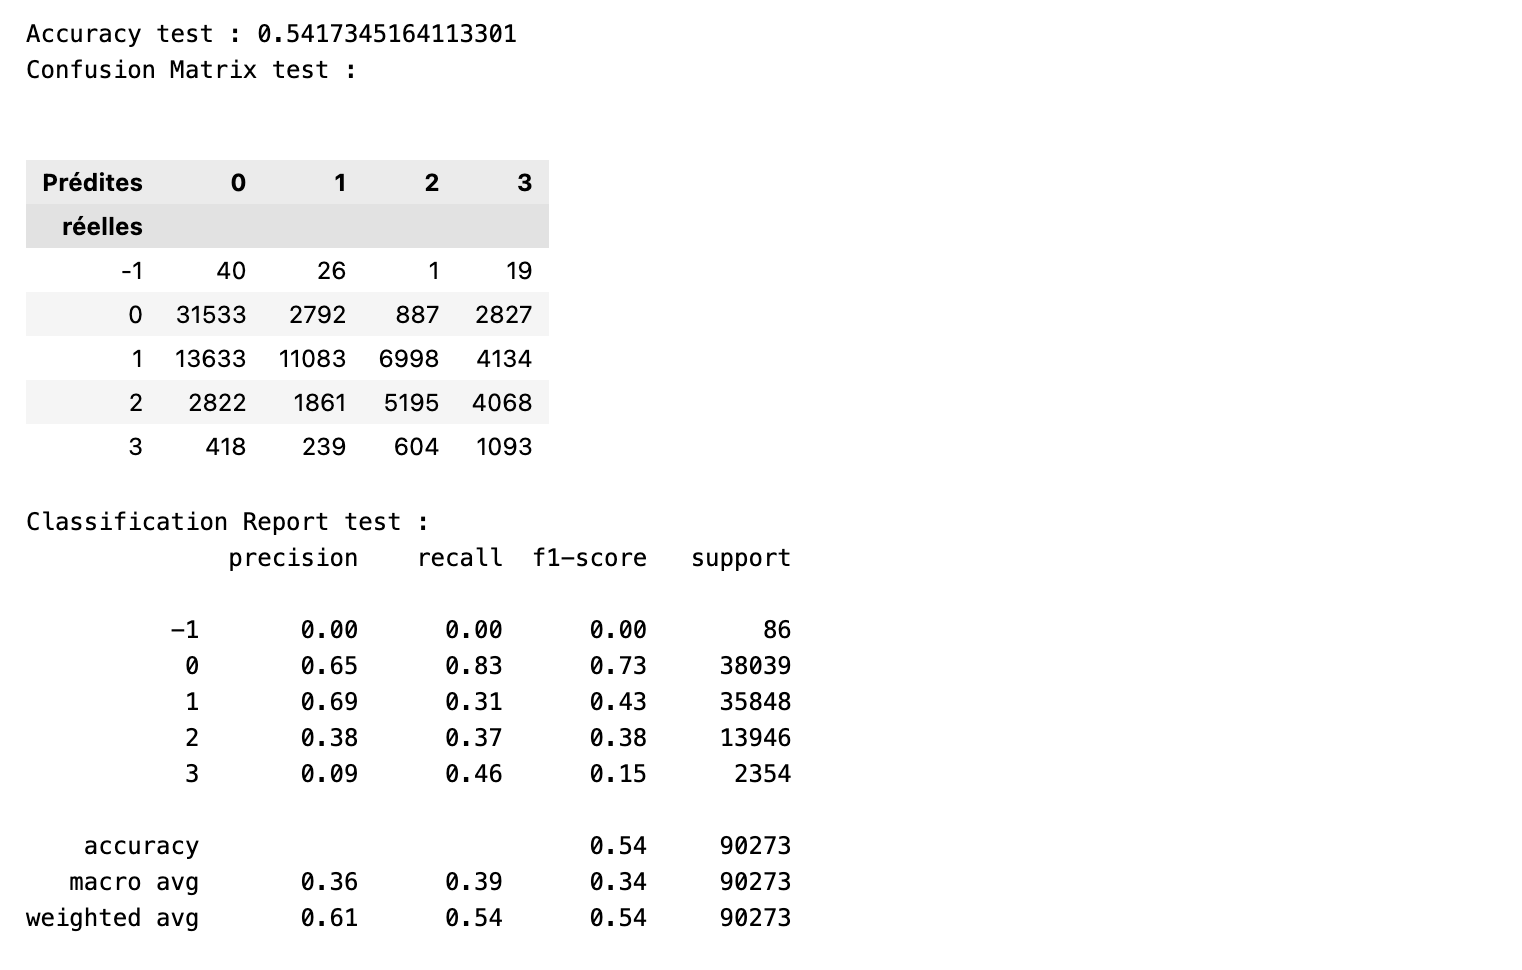 Accuracy test : 0.5417345164113301
Confusion Matrix test :
Prédites 0 1 2 3
réelles
-1 40 26 1 19
0 31533 2792 887 2827
1 13633 11083 6998 4134
2 2822 1861 5195 4068
3 418 239 604 1093
Classification Report test :
precision recall f1-score support
-1 0.00 0.00 0.00 86
0 0.65 0.83 0.73 38039
1 0.69 0.31 0.43 35848
2 0.38 0.37 0.38 13946
3 0.09 0.46 0.15 2354
accuracy 0.54 90273
macro avg 0.36 0.39 0.34 90273
weighted avg 0.61 0.54 0.54 90273